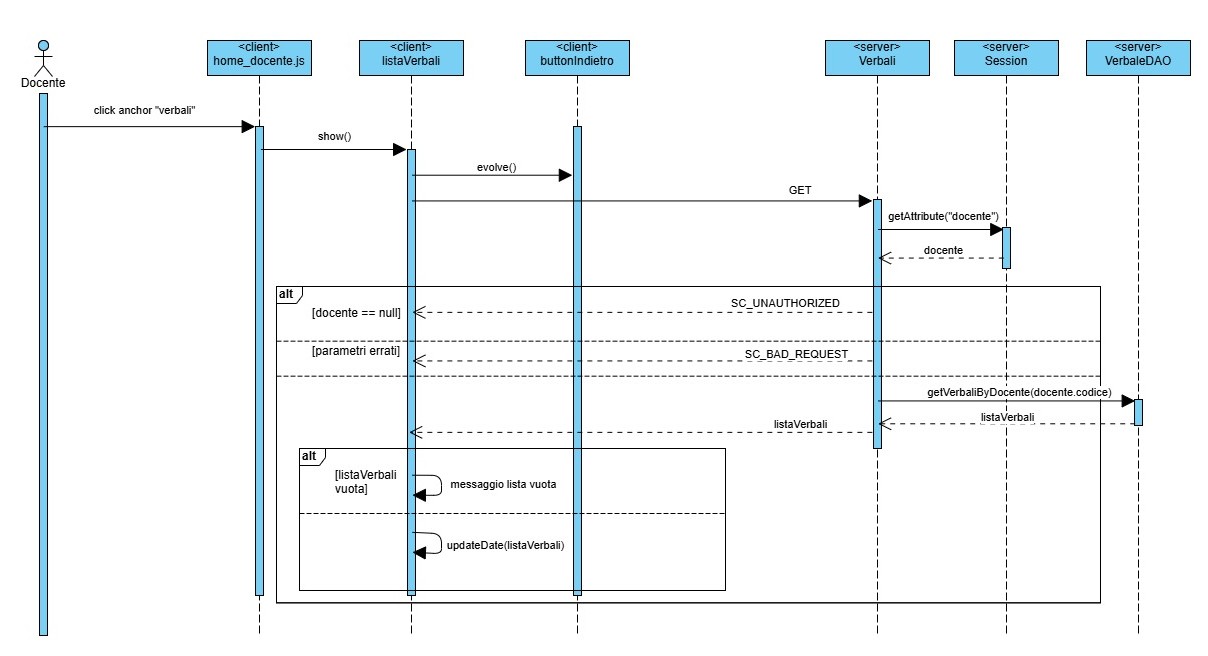 Docente
<client>
home_docente.js
<client>
listaVerbali
<client>
buttonIndietro
<server>
Verbali
<server>
Session
<server>
VerbaleDAO
click anchor "verbali"
show()
evolve()
GET
getAttribute("docente")
docente
alt
[docente == null]
SC_UNAUTHORIZED
[parametri errati]
SC_BAD_REQUEST
getVerbaliByDocente(docente.codice)
listaVerbali
listaVerbali
alt
[listaVerbali
vuota]
messaggio lista vuota
updateDate(listaVerbali)